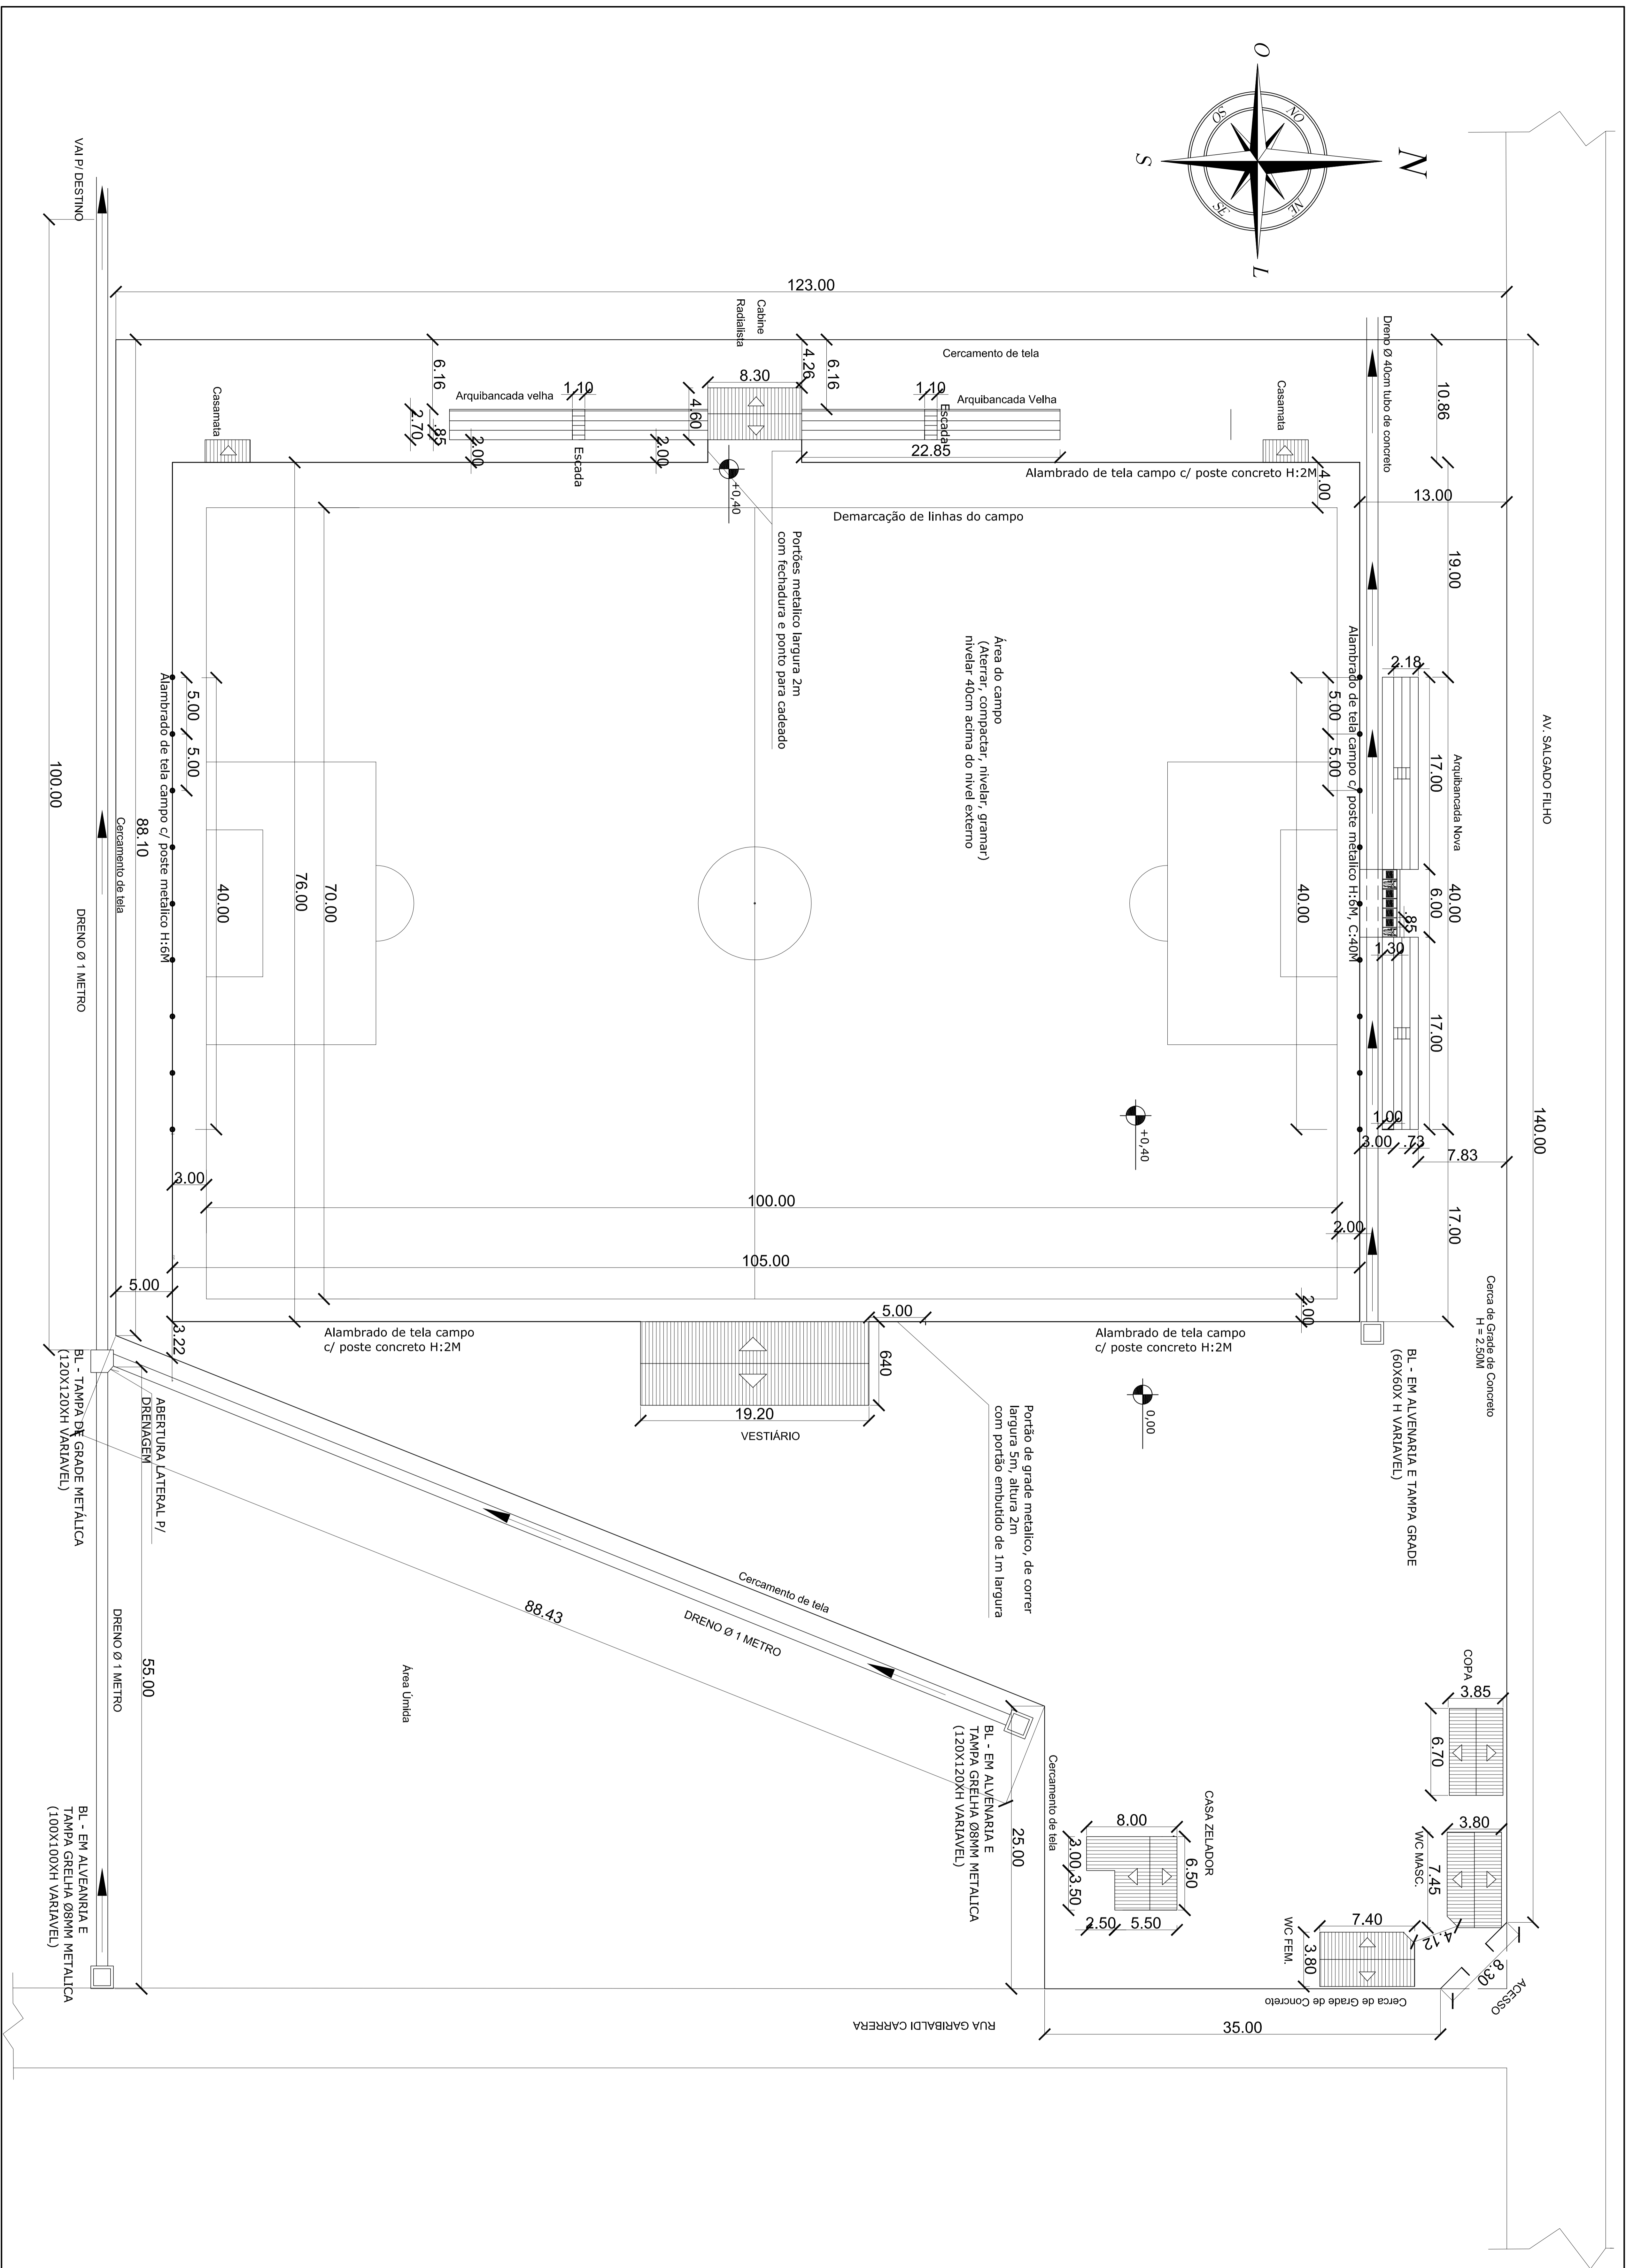 O
NO
N
NE
L
SE
S
SO
VAI P/ DESTINO
100.00
123.00
88.10
Cercamento de tela
DRENO Ø 1 METRO
Cabine
Radialista
Cercamento de tela
Dreno Ø 40cm tubo de concreto
10.86
6.16
4.26
6.16
8.30
1.10
1.10
Arquibancada velha
Arquibancada Velha
Casamata
Casamata
4.60
2.70
.85
2.00
2.00
Escada
Escada
22.85
Alambrado de tela campo c/ poste concreto H:2M
4.00
13.00
+0,40
Demarcação de linhas do campo
Portões metalico largura 2m
com fechadura e ponto para cadeado
19.00
Área do campo
(Aterrar, compactar, nivelar, gramar)
nivelar 40cm acima do nivel externo
Alambrado de tela campo c/ poste metalico H:6M, C:40M
Alambrado de tela campo c/ poste metalico H:6M
5.00
5.00
5.00
5.00
40.00
76.00
70.00
40.00
2.18
17.00
Arquibancada Nova
6.00
40.00
.85
1.30
17.00
1.00
3.00
.73
7.83
AV. SALGADO FILHO
140.00
+0,40
3.00
100.00
2.00
17.00
105.00
5.00
3.22
2.00
5.00
Cerca de Grade de Concreto
H = 2.50M
Alambrado de tela campo
c/ poste concreto H:2M
Alambrado de tela campo
c/ poste concreto H:2M
640
19.20
VESTIÁRIO
0,00
BL - EM ALVENARIA E TAMPA GRADE
(60X60X H VARIAVEL)
BL - TAMPA DE GRADE METÁLICA
(120X120XH VARIAVEL)
ABERTURA LATERAL P/
DRENAGEM
Portão de grade metalico, de correr
largura 5m, altura 2m
com portão embutido de 1m largura
Cercamento de tela
DRENO Ø 1 METRO
88.43
DRENO Ø 1 METRO
55.00
Área Úmida
COPA
3.85
6.70
BL - EM ALVENARIA E
TAMPA GRELHA Ø8MM METALICA
(120X120XH VARIAVEL)
25.00
Cercamento de tela
CASA ZELADOR
8.00
6.50
3.00
3.50
2.50
5.50
3.80
WC MASC.
7.45
4.12
WC FEM.
7.40
3.80
8.30
ACESSO
Cerca de Grade de Concreto
BL - EM ALVEANRIA E
TAMPA GRELHA Ø8MM METALICA
(100X100XH VARIAVEL)
RUA GARIBALDI CARRERA
35.00